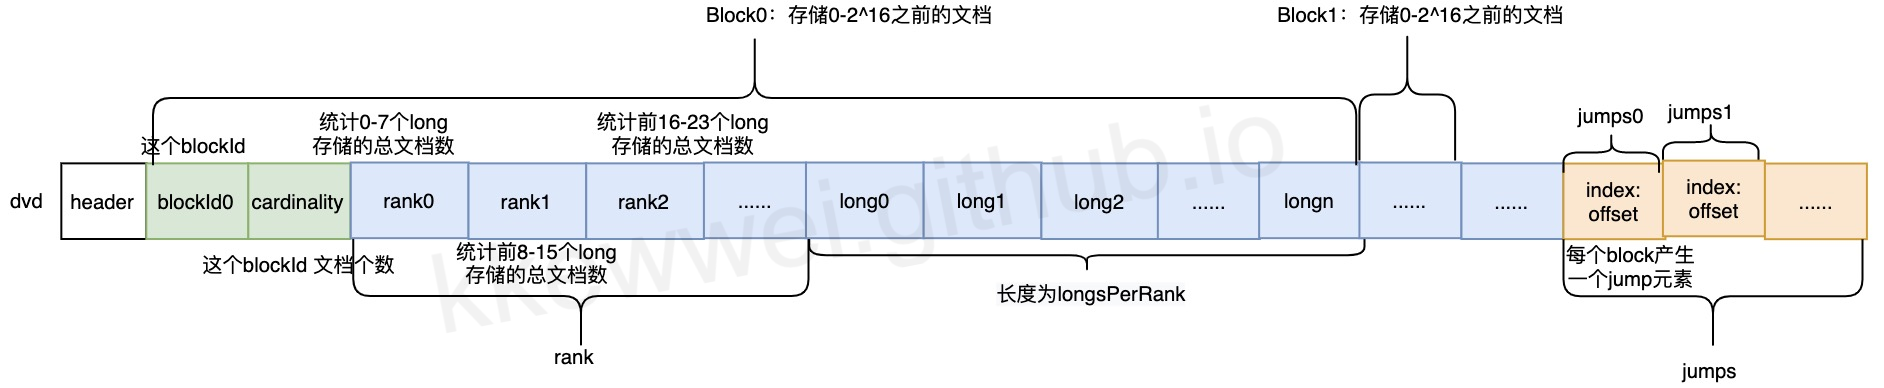 Block0：存储0-2^16之前的文档
Block1：存储0-2^16之前的文档
这个blockId
统计0-7个long
存储的总文档数
统计前16-23个long
存储的总文档数
jumps0
jumps1
dvd
header
blockId0
cardinality
rank0
rank1
rank2
......
long0
long1
long2
......
longn
......
......
index:
offset
index:
offset
......
这个blockId 文档个数
统计前8-15个long
存储的总文档数
长度为longsPerRank
每个block产生
一个jump元素
rank
jumps